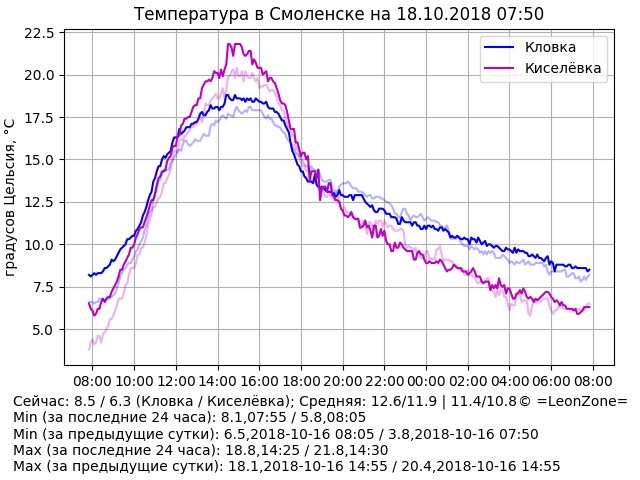 Температура в Смоленске на 18.10.2018 07:50
градусов Цельсия, °C
22.5
20.0
17.5
15.0
12.5
10.0
7.5
5.0
Кловка
Киселёвка
08:00 10:00 12:00 14:00 16:00 18:00 20:00 22:00 00:00 02:00 04:00 06:00 08:00
Сейчас: 8.5 / 6.3 (Кловка / Киселёвка); Средняя: 12.6/11.9 | 11.4/10.8© =LeonZone=
Min (за последние 24 часа): 8.1,07:55 / 5.8,08:05
Min (за предыдущие сутки): 6.5,2018-10-16 08:05 / 3.8,2018-10-16 07:50
Max (за последние 24 часа): 18.8,14:25 / 21.8,14:30
Max (за предыдущие сутки): 18.1,2018-10-16 14:55 / 20.4,2018-10-16 14:55